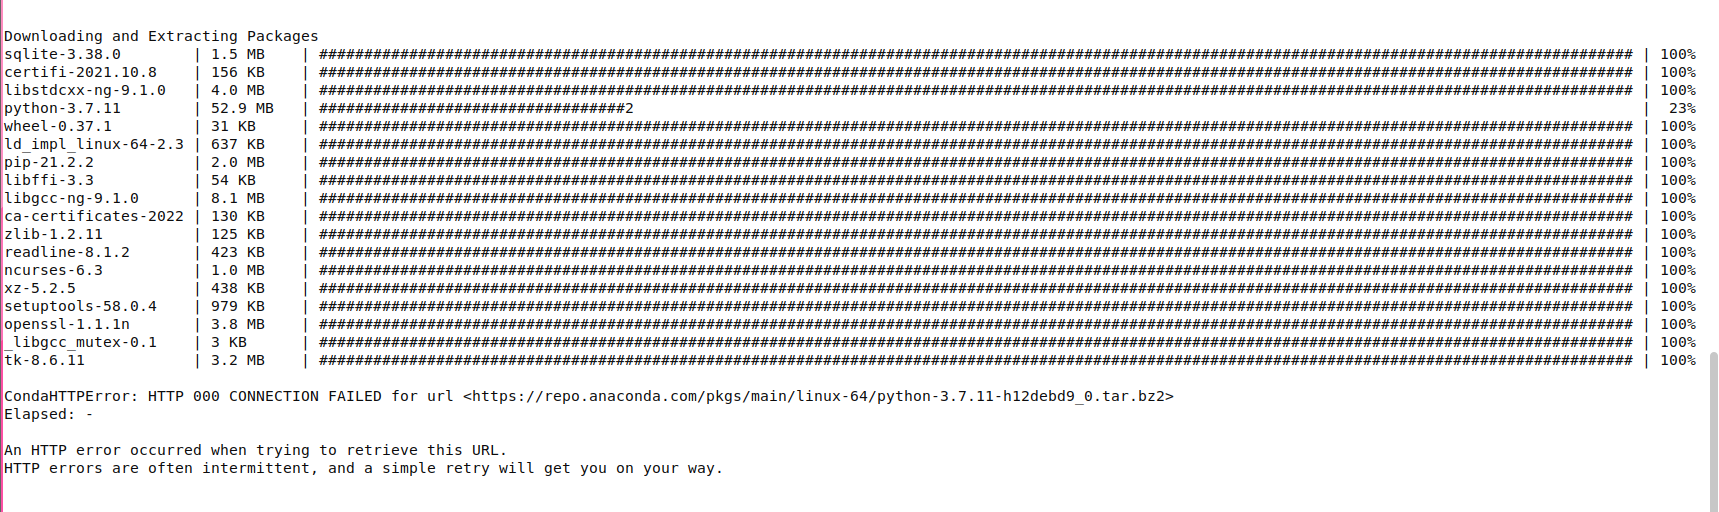 Downloading and Extracting Packages
sqlite-3.38.0        | 1.5 MB    | ################################################################################################################################################## | 100%
certifi-2021.10.8    | 156 KB    | ################################################################################################################################################## | 100%
libstdcxx-ng-9.1.0   | 4.0 MB    | ################################################################################################################################################## | 100%
python-3.7.11        | 52.9 MB   | ##################################2                                                                                                                |  23%
wheel-0.37.1         | 31 KB     | ################################################################################################################################################## | 100%
ld_impl_linux-64-2.3 | 637 KB    | ################################################################################################################################################## | 100%
pip-21.2.2           | 2.0 MB    | ################################################################################################################################################## | 100%
libffi-3.3           | 54 KB     | ################################################################################################################################################## | 100%
libgcc-ng-9.1.0      | 8.1 MB    | ################################################################################################################################################## | 100%
ca-certificates-2022 | 130 KB    | ################################################################################################################################################## | 100%
zlib-1.2.11          | 125 KB    | ################################################################################################################################################## | 100%
readline-8.1.2       | 423 KB    | ################################################################################################################################################## | 100%
ncurses-6.3          | 1.0 MB    | ################################################################################################################################################## | 100%
xz-5.2.5             | 438 KB    | ################################################################################################################################################## | 100%
setuptools-58.0.4    | 979 KB    | ################################################################################################################################################## | 100%
openssl-1.1.1n       | 3.8 MB    | ################################################################################################################################################## | 100%
_libgcc_mutex-0.1    | 3 KB      | ################################################################################################################################################## | 100%
tk-8.6.11            | 3.2 MB    | ################################################################################################################################################## | 100%
CondaHTTPError: HTTP 000 CONNECTION FAILED for url <https://repo.anaconda.com/pkgs/main/linux-64/python-3.7.11-h12debd9_0.tar.bz2>
Elapsed: -
An HTTP error occurred when trying to retrieve this URL.
HTTP errors are often intermittent, and a simple retry will get you on your way.